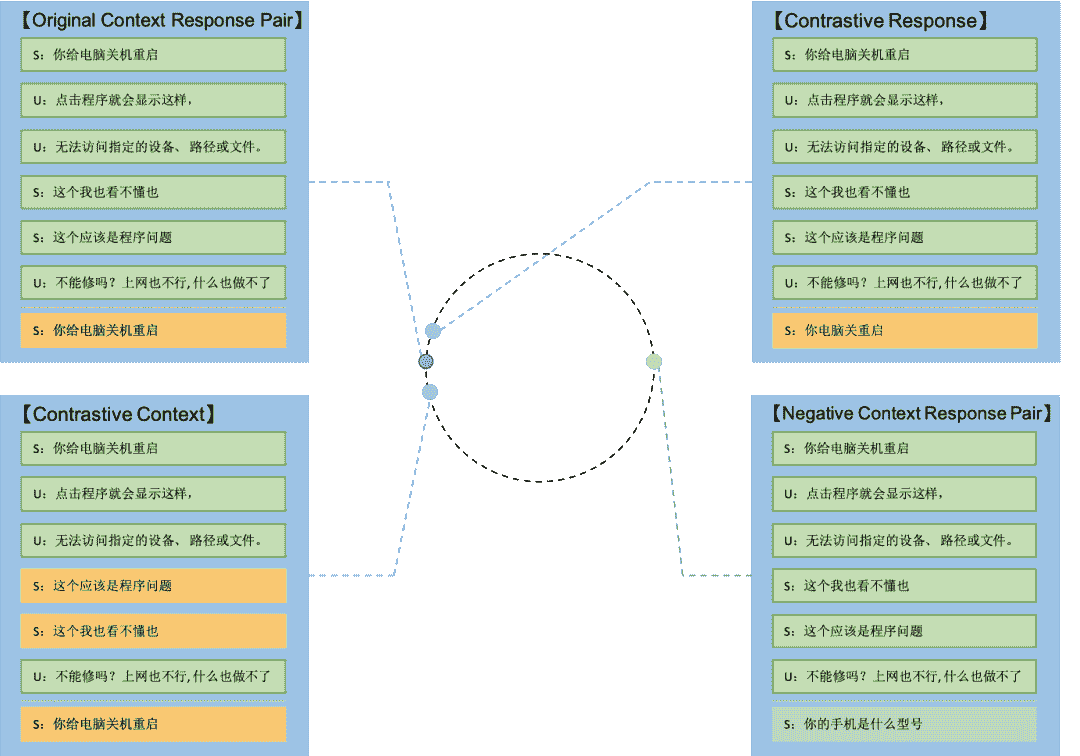 【Original Context Response Pair】
S：你给电脑关机重启
U：点击程序就会显示这样，
U：无法访问指定的设备、路径或文件。
S：这个我也看不懂也
S：这个应该是程序问题
U：不能修吗？上网也不行,什么也做不了
S：你给电脑关机重启
【Contrastive Response】
S：你给电脑关机重启
U：点击程序就会显示这样，
U：无法访问指定的设备、路径或文件。
S：这个我也看不懂也
S：这个应该是程序问题
U：不能修吗？上网也不行,什么也做不了
S：你电脑关重启
【Contrastive Context】
S：你给电脑关机重启
U：点击程序就会显示这样，
U：无法访问指定的设备、路径或文件。
S：这个应该是程序问题
S：这个我也看不懂也
U：不能修吗？上网也不行,什么也做不了
S：你给电脑关机重启
【Negative Context Response Pair】
S：你给电脑关机重启
U：点击程序就会显示这样，
U：无法访问指定的设备、路径或文件。
S：这个我也看不懂也
S：这个应该是程序问题
U：不能修吗？上网也不行,什么也做不了
S：你的手机是什么型号